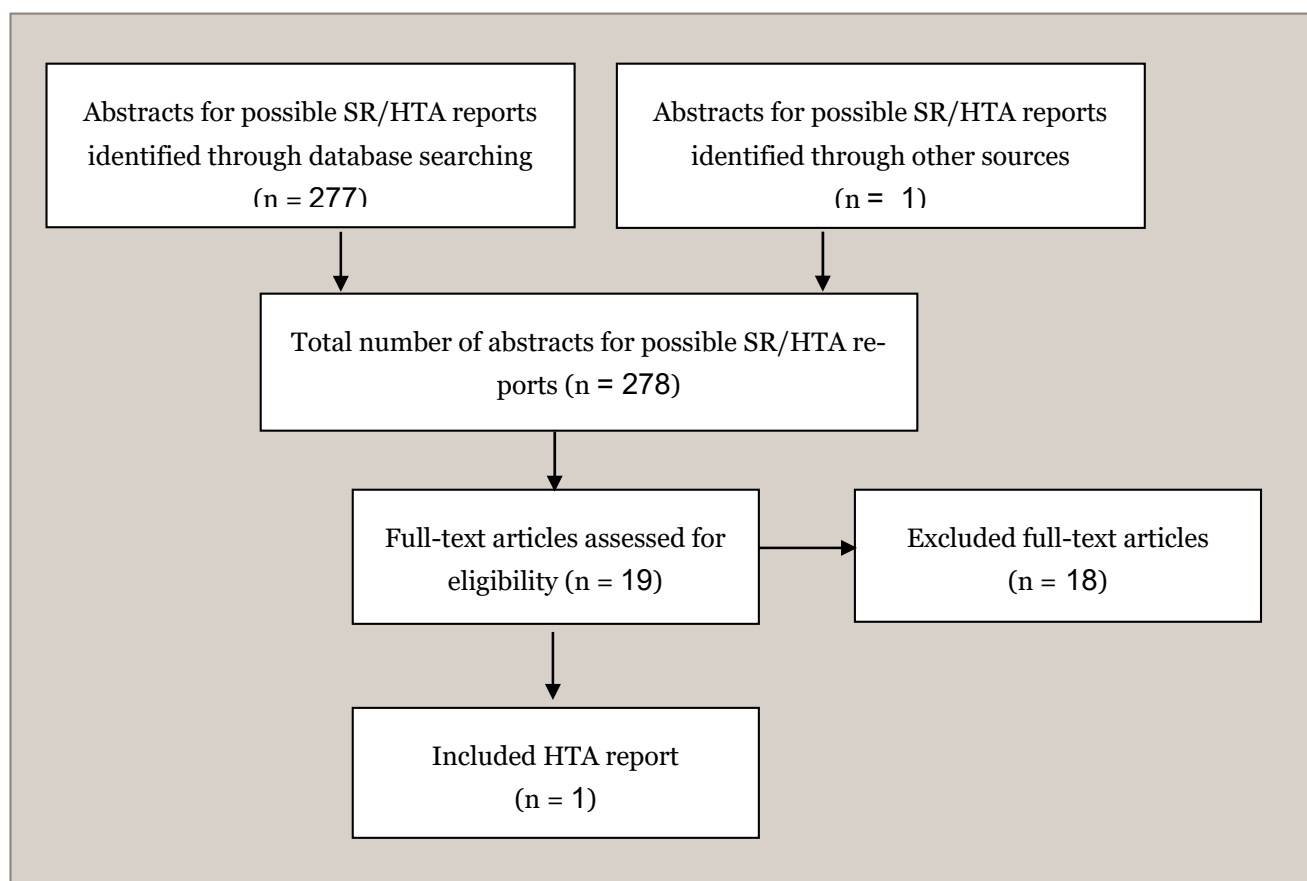 Abstracts for possible SR/HTA reports
identified through database searching
(n = 277)
Abstracts for possible SR/HTA reports
identified through other sources
(n = 1)
Total number of abstracts for possible SR/HTA re-
ports (n = 278)
Full-text articles assessed for
eligibility (n = 19)
Excluded full-text articles
(n = 18)
Included HTA report
(n = 1)